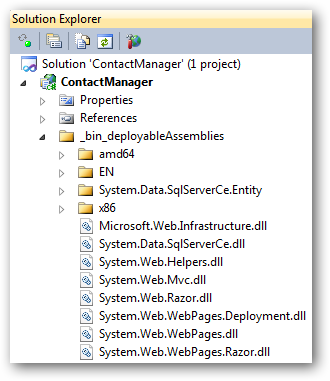 Solution Explorer
Solution 'ContactManager' (1 project)
ContactManager
Properties
References
_bin_deployableAssemblies
amd64
EN
System.Data.SqlServerCe.Entity
x86
Microsoft.Web.Infrastructure.dll
System.Data.SqlServerCe.dll
System.Web.Helpers.dll
System.Web.Mvc.dll
System.Web.Razor.dll
System.Web.WebPages.Deployment.dll
System.Web.WebPages.dll
System.Web.WebPages.Razor.dll